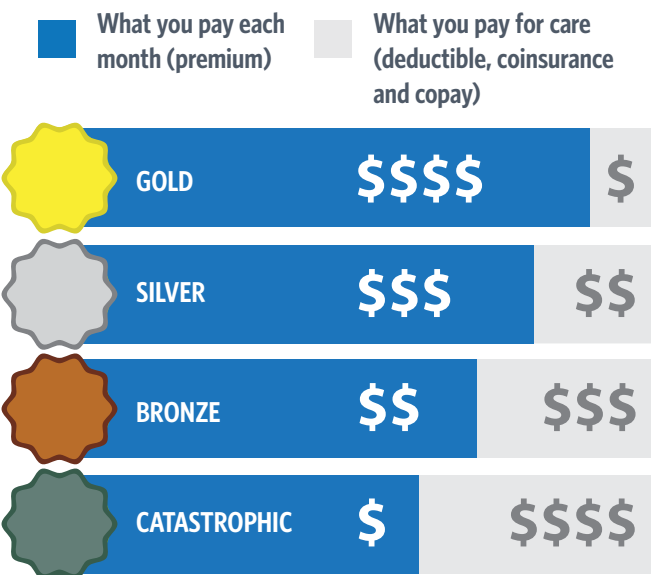 What you pay each
month (premium)
What you pay for care
(deductible, coinsurance
and copay)
GOLD $$$$ $
SILVER $$$ $$
BRONZE $$ $$$
CATASTROPHIC $ $$$$